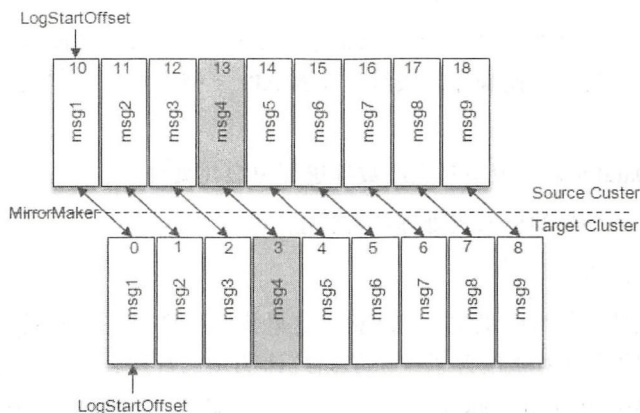 LogStartOffset
10 11 12 13 14 15 16 17 18
msg1 msg2 msg3 msg4 msg5 msg6 msg7 msg8 msg9
Source Custer
MirrorMaker
Target Cluster
0 1 2 3 4 5 6 7 8
msg1 msg2 msg3 msg4 msg5 msg6 msg7 msg8 msg9
LogStartOffset